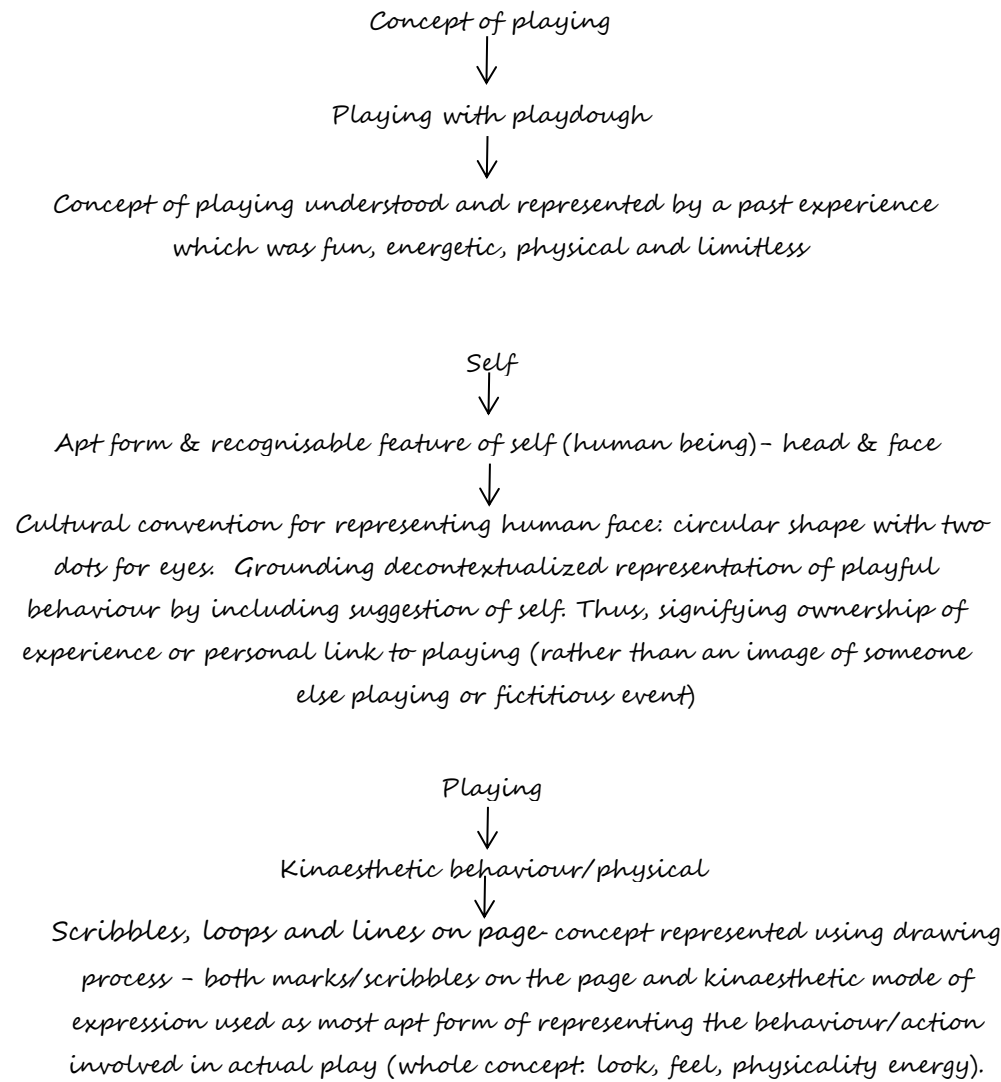 Concept of playing
Playing with playdough
Concept of playing understood and represented by a past experience
which was fun, energetic, physical and limitless
Self
Apt form & recognisable feature of self (human being)- head & face
Cultural convention for representing human face: circular shape with two
dots for eyes.  Grounding decontextualized representation of playful
behaviour by including suggestion of self. Thus, signifying ownership of
experience or personal link to playing (rather than an image of someone
else playing or fictitious event)
Playing
Kinaesthetic behaviour/physical
Scribbles, loops and lines on page- concept represented using drawing
process - both marks/scribbles on the page and kinaesthetic mode of
expression used as most apt form of representing the behaviour/action
involved in actual play (whole concept: look, feel, physicality energy).